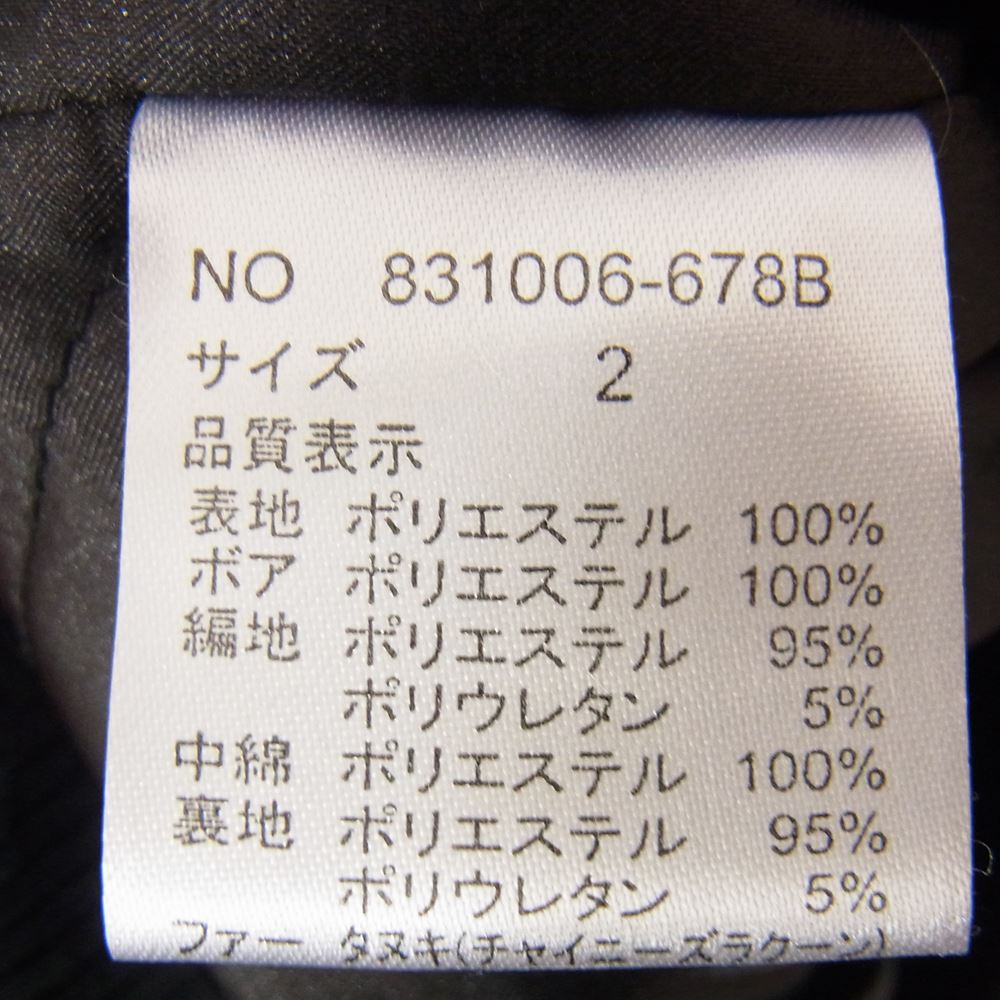 NO 831006-678B
サイズ 2
品質表示
表地 ポリエステル 100%
ボア ポリエステル 100%
編地 ポリエステル 95%
ポリウレタン 5%
中綿 ポリエステル 100%
裏地 ポリエステル 95%
ポリウレタン 5%
ファー タヌキ(チャイニーズラクーン)